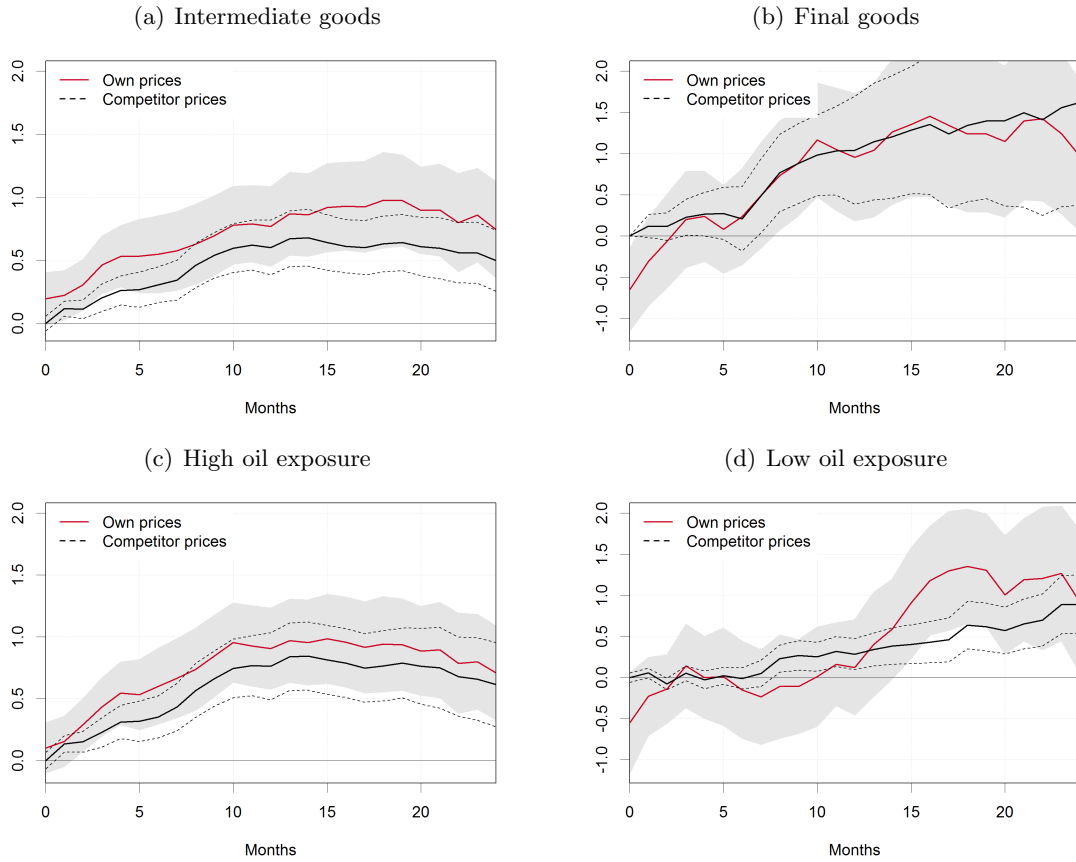 (a) Intermediate goods
2.0
1.5
1.0
0.5
0.0
Own prices
Competitor prices
0 5 10 15 20
Months
(b) Final goods
2.0
1.5
1.0
0.5
0.0
-0.5
-1.0
Own prices
Competitor prices
0 5 10 15 20
Months
(c) High oil exposure
2.0
1.5
1.0
0.5
0.0
Own prices
Competitor prices
0 5 10 15 20
Months
(d) Low oil exposure
2.0
1.5
1.0
0.5
0.0
-0.5
-1.0
Own prices
Competitor prices
0 5 10 15 20
Months